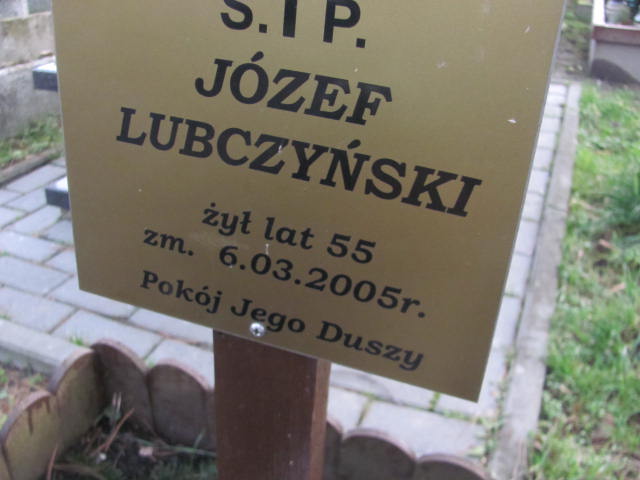 Ś.†P.
JÓZEF
LUBCZYŃSKI
żył lat 55
zm. 6.03.2005r.
Pokój Jego Duszy